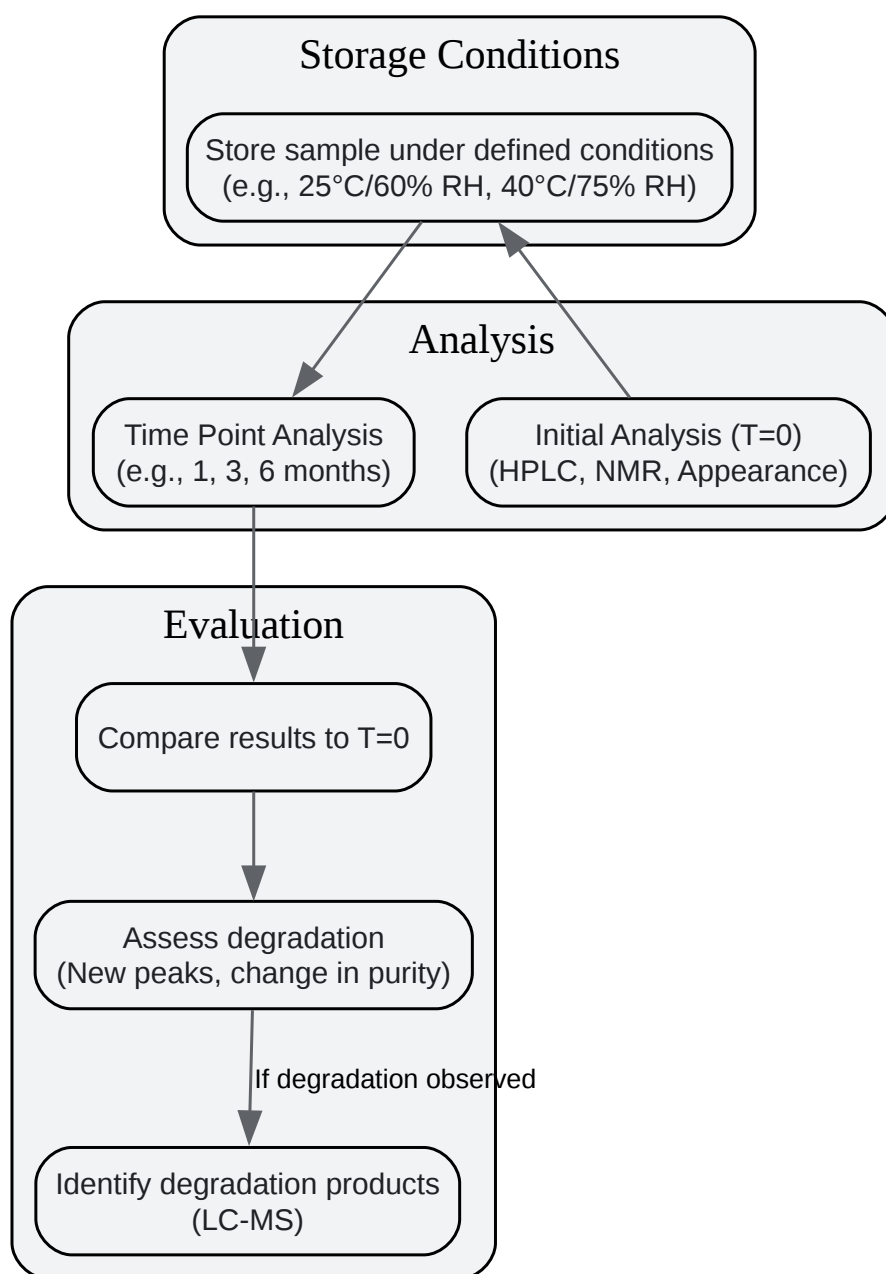 Storage Conditions
Store sample under defined conditions
(e.g., 25°C/60% RH, 40°C/75% RH)
Analysis
Time Point Analysis
(e.g., 1, 3, 6 months)
Initial Analysis (T=0)
(HPLC, NMR, Appearance)
Evaluation
Compare results to T=0
Assess degradation
(New peaks, change in purity)
If degradation observed
Identify degradation products
(LC-MS)